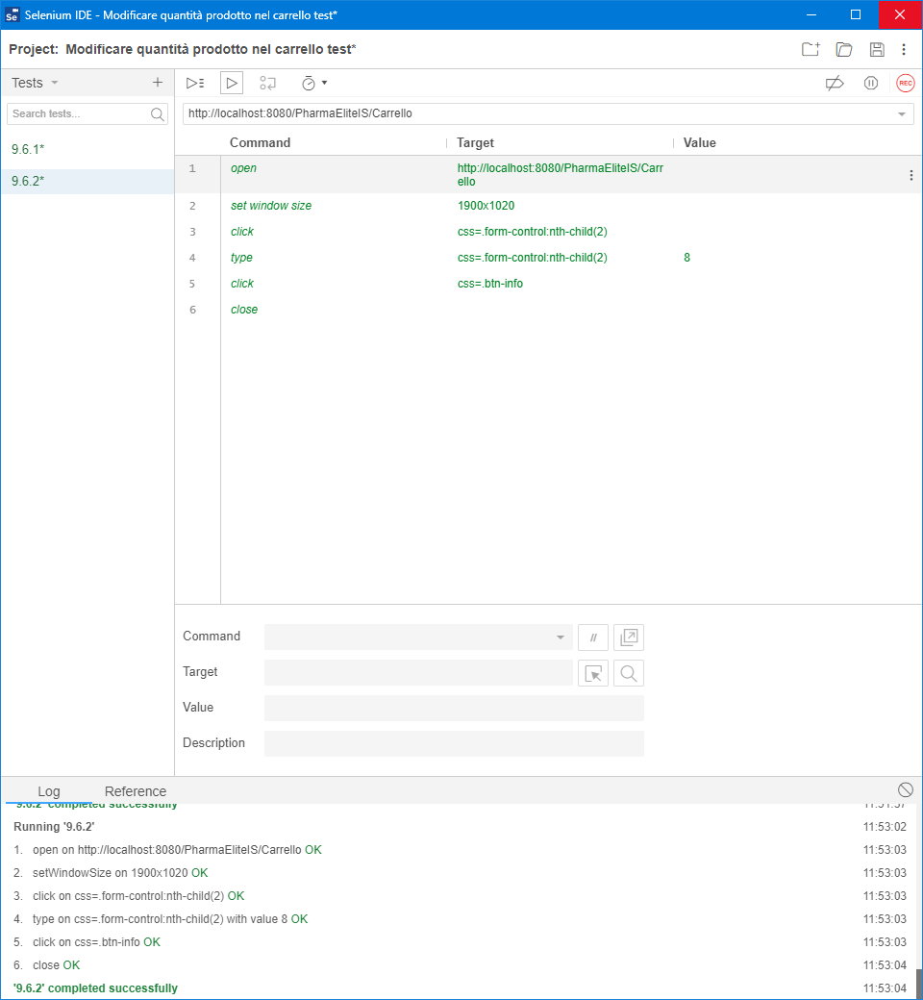 Se Selenium IDE - Modificare quantità prodotto nel carrello test*
Project: Modificare quantità prodotto nel carrello test*
Tests
REC
Search tests...
http://localhost:8080/PharmaEliteIS/Carrello
9.6.1*
9.6.2*
Command Target Value
1 open http://localhost:8080/PharmaEliteIS/Carr
ello
2 set window size 1900x1020
3 click css=.form-control:nth-child(2)
4 type css=.form-control:nth-child(2) 8
5 click css=.btn-info
6 close
Command //
Target
Value
Description
Log Reference
'9.6.2' completed successfully 11:51:37
Running '9.6.2' 11:53:02
1. open on http://localhost:8080/PharmaEliteIS/Carrello OK 11:53:03
2. setWindowSize on 1900x1020 OK 11:53:03
3. click on css=.form-control:nth-child(2) OK 11:53:03
4. type on css=.form-control:nth-child(2) with value 8 OK 11:53:03
5. click on css=.btn-info OK 11:53:03
6. close OK 11:53:04
'9.6.2' completed successfully 11:53:04